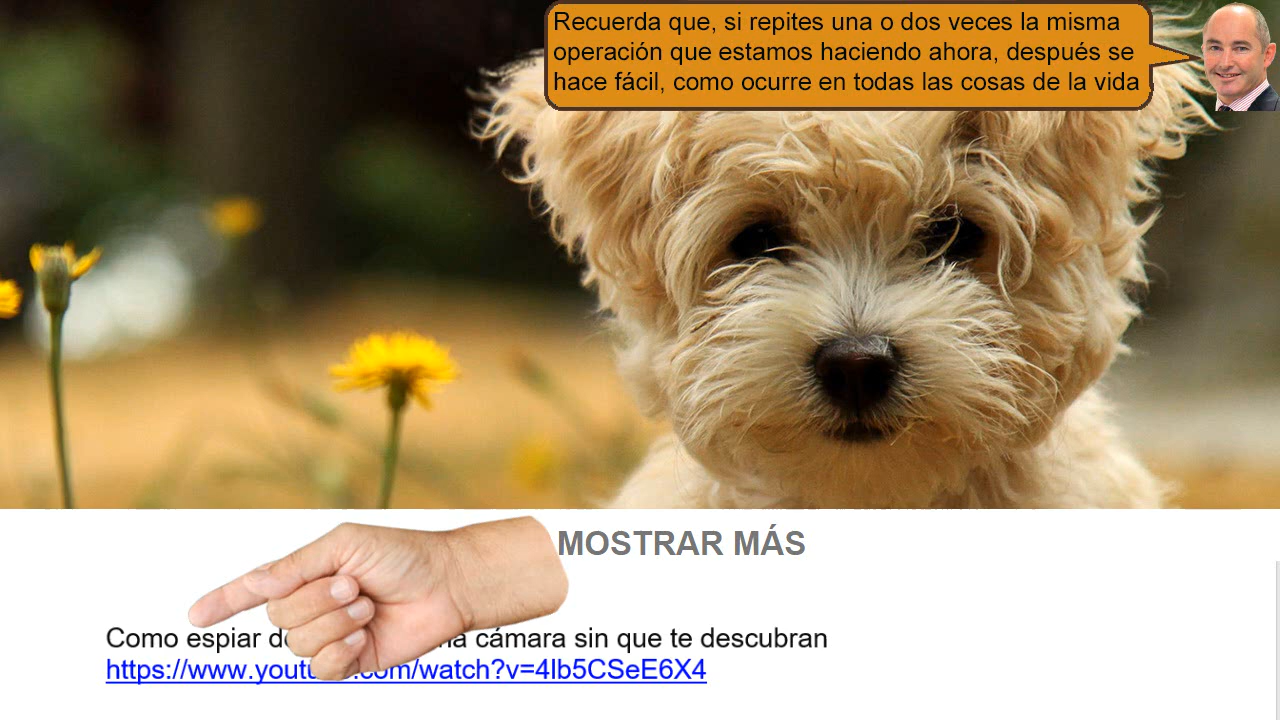 Recuerda que, si repites una o dos veces la misma
operación que estamos haciendo ahora, después se
hace fácil, como ocurre en todas las cosas de la vida
MOSTRAR MÁS
Como espiar cámara sin que te descubran
https://www.yout .com/watch?v=4Ib5CSeE6X4